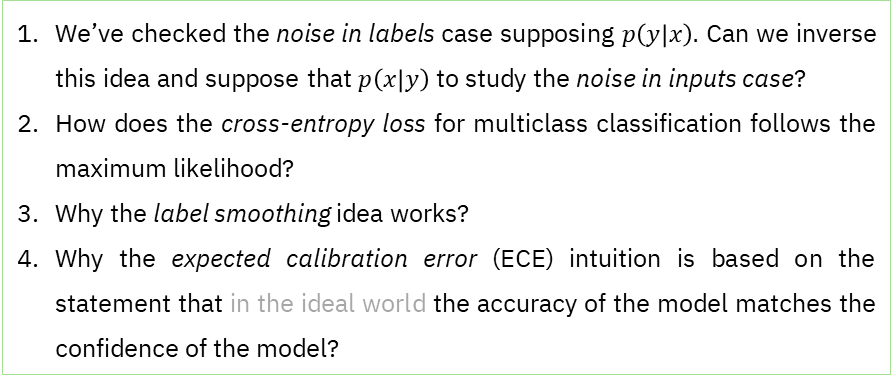 1. We’ve checked the noise in labels case supposing p(y|x). Can we inverse
this idea and suppose that p(x|y) to study the noise in inputs case?
2. How does the cross-entropy loss for multiclass classification follows the
maximum likelihood?
3. Why the label smoothing idea works?
4. Why the expected calibration error (ECE) intuition is based on the
statement that in the ideal world the accuracy of the model matches the
confidence of the model?